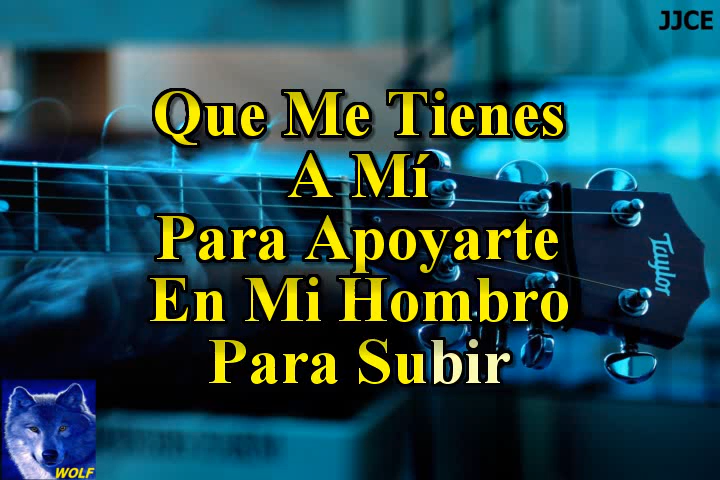 JJCE
Que Me Tienes
A Mí
Para Apoyarte
En Mi Hombro
Para Subir
Taylor
WOLF